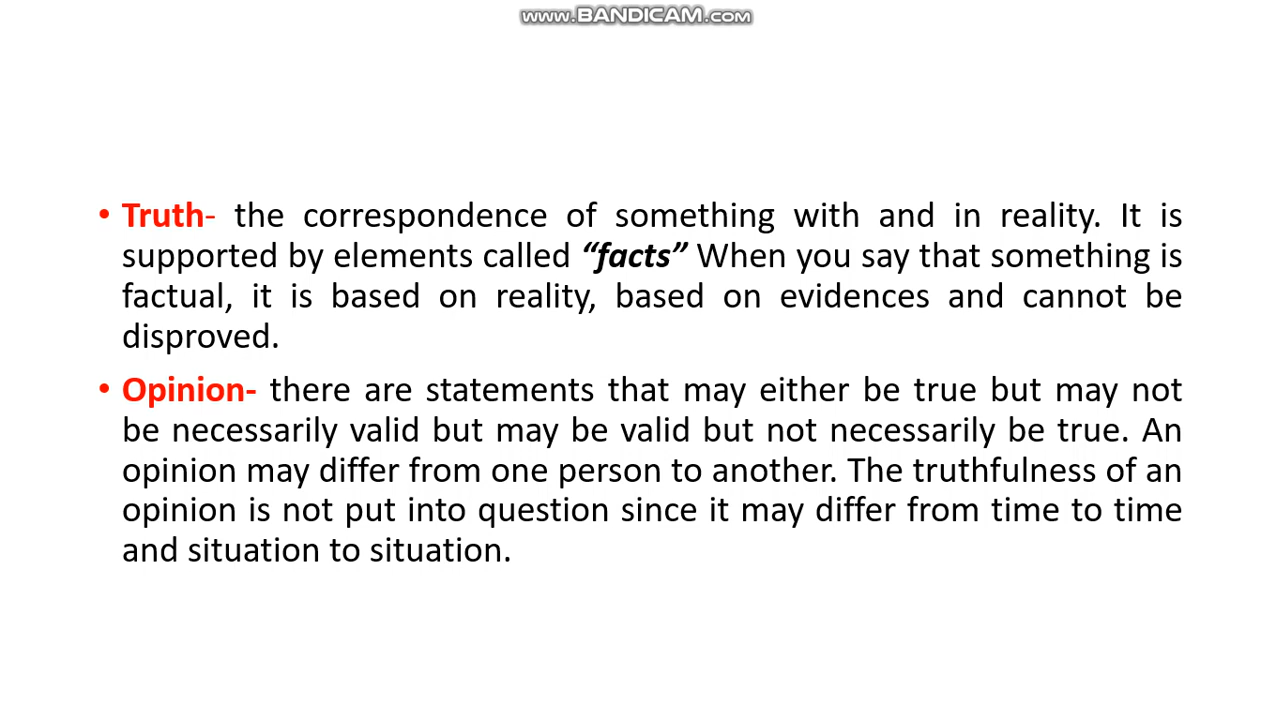 www.BANDICAM.com
• Truth- the correspondence of something with and in reality. It is
supported by elements called “facts” When you say that something is
factual, it is based on reality, based on evidences and cannot be
disproved.
• Opinion- there are statements that may either be true but may not
be necessarily valid but may be valid but not necessarily be true. An
opinion may differ from one person to another. The truthfulness of an
opinion is not put into question since it may differ from time to time
and situation to situation.